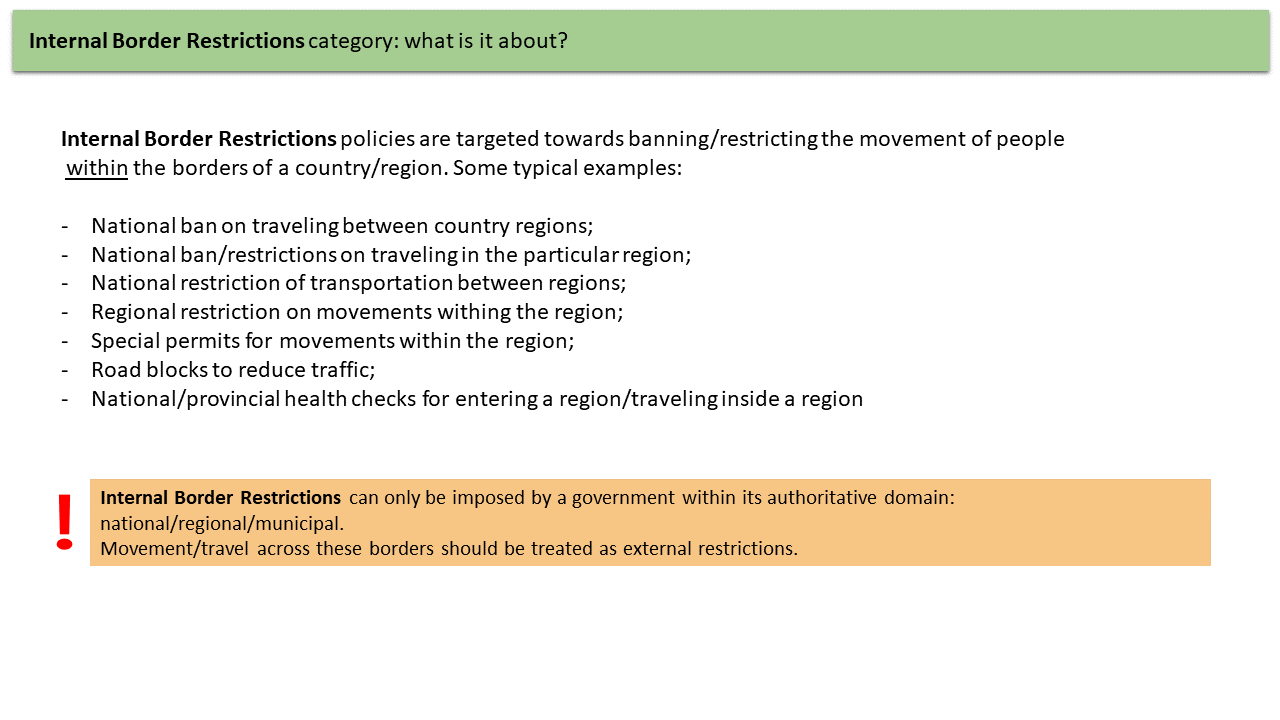 Internal Border Restrictions category: what is it about?
Internal Border Restrictions policies are targeted towards banning/restricting the movement of people
within the borders of a country/region. Some typical examples:
- National ban on traveling between country regions;
- National ban/restrictions on traveling in the particular region;
- National restriction of transportation between regions;
- Regional restriction on movements withing the region;
- Special permits for movements within the region;
- Road blocks to reduce traffic;
- National/provincial health checks for entering a region/traveling inside a region
! Internal Border Restrictions can only be imposed by a government within its authoritative domain:
national/regional/municipal.
Movement/travel across these borders should be treated as external restrictions.